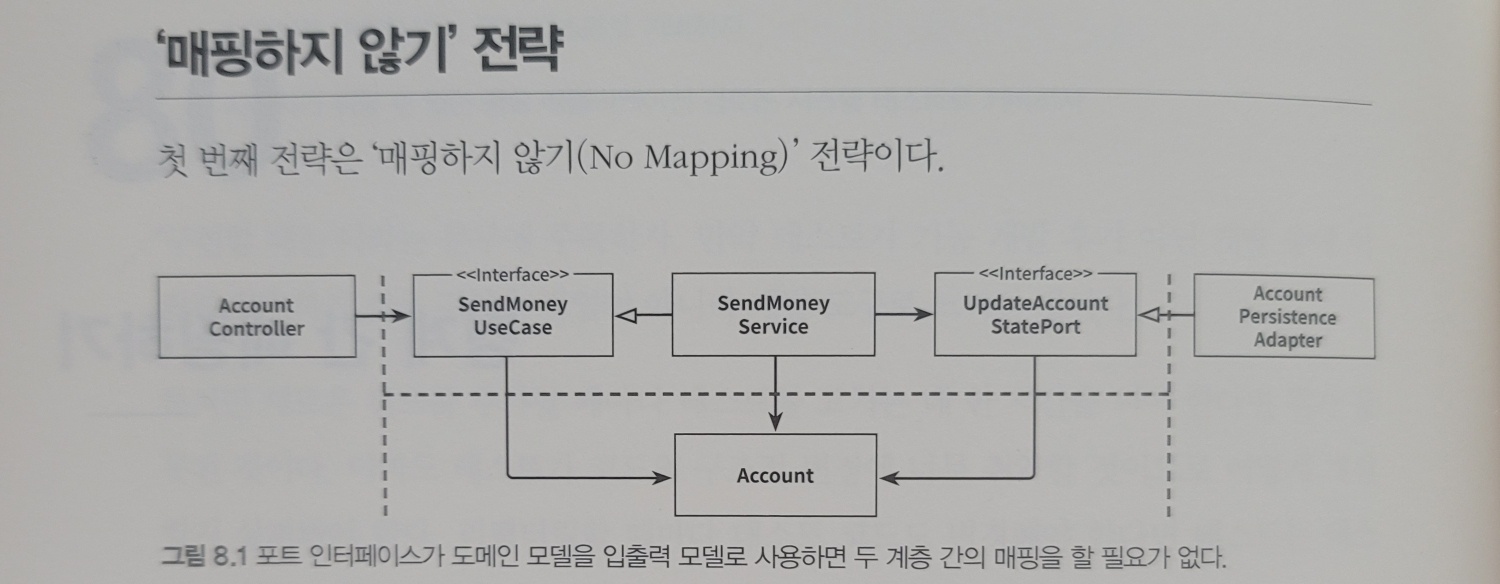 ‘매핑하지 않기’ 전략
첫 번째 전략은 ‘매핑하지 않기(No Mapping)’ 전략이다.
Account
Controller
<<Interface>>
SendMoney
UseCase
SendMoney
Service
<<Interface>>
UpdateAccount
StatePort
Account
Persistence
Adapter
Account
그림 8.1 포트 인터페이스가 도메인 모델을 입출력 모델로 사용하면 두 계층 간의 매핑을 할 필요가 없다.